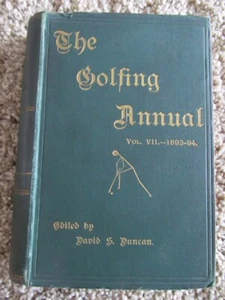 The
Golfing
Annual
VOL. VII.—1893-94.
Edited by
David S. Duncan.